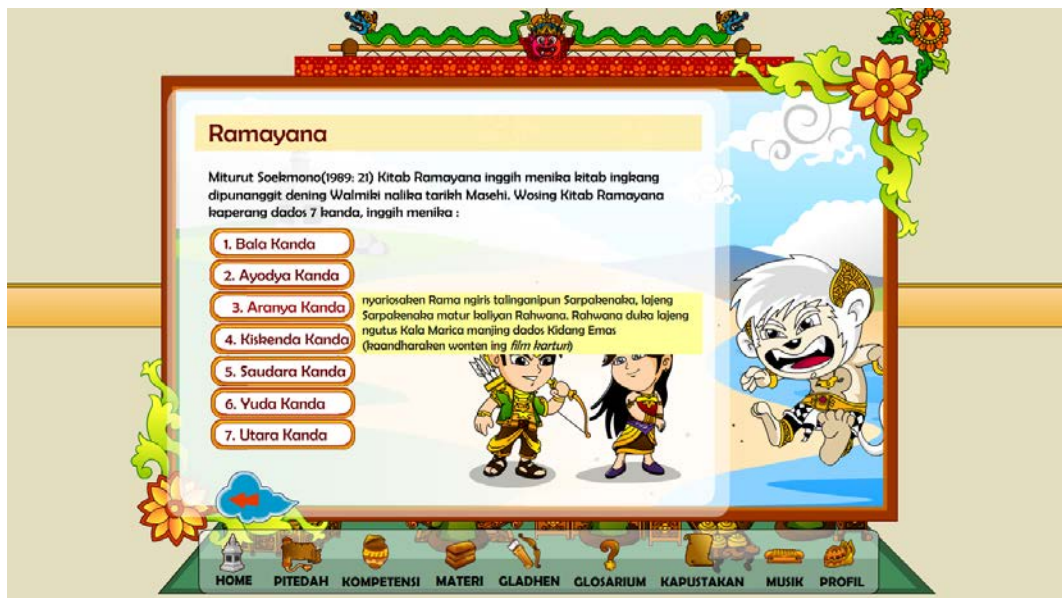 X
Ramayana
Miturut Soekmono(1989: 21) Kitab Ramayana inggih menika kitab ingkang
dipunanggit dening Walmiki nalika tarikh Masehi. Wosing Kitab Ramayana
kaperang dados 7 kanda, inggih menika :
1. Bala Kanda
2. Ayodya Kanda
3. Aranya Kanda
nyariosaken Rama ngiris talinganipun Sarpakenaka, lajeng
Sarpakenaka matur kaliyan Rahwana. Rahwana duka lajeng
ngutus Kala Marica manjing dados Kidang Emas
(kaandharaken wonten ing film kartun)
4. Kiskenda Kanda
5. Saudara Kanda
6. Yuda Kanda
7. Utara Kanda
HOME PITEDAH KOMPETENSI MATERI GLADHEN GLOSARIUM KAPUSTAKAN MUSIK PROFIL